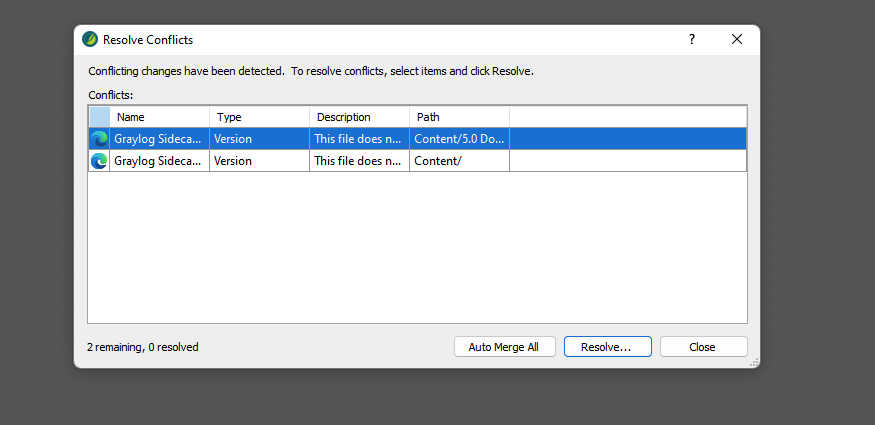 Resolve Conflicts
?
Conflicting changes have been detected. To resolve conflicts, select items and click Resolve.
Conflicts:
Name Type Description Path
Graylog Sideca... Version This file does n... Content/5.0 Do...
Graylog Sideca... Version This file does n... Content/
2 remaining, 0 resolved Auto Merge All Resolve... Close